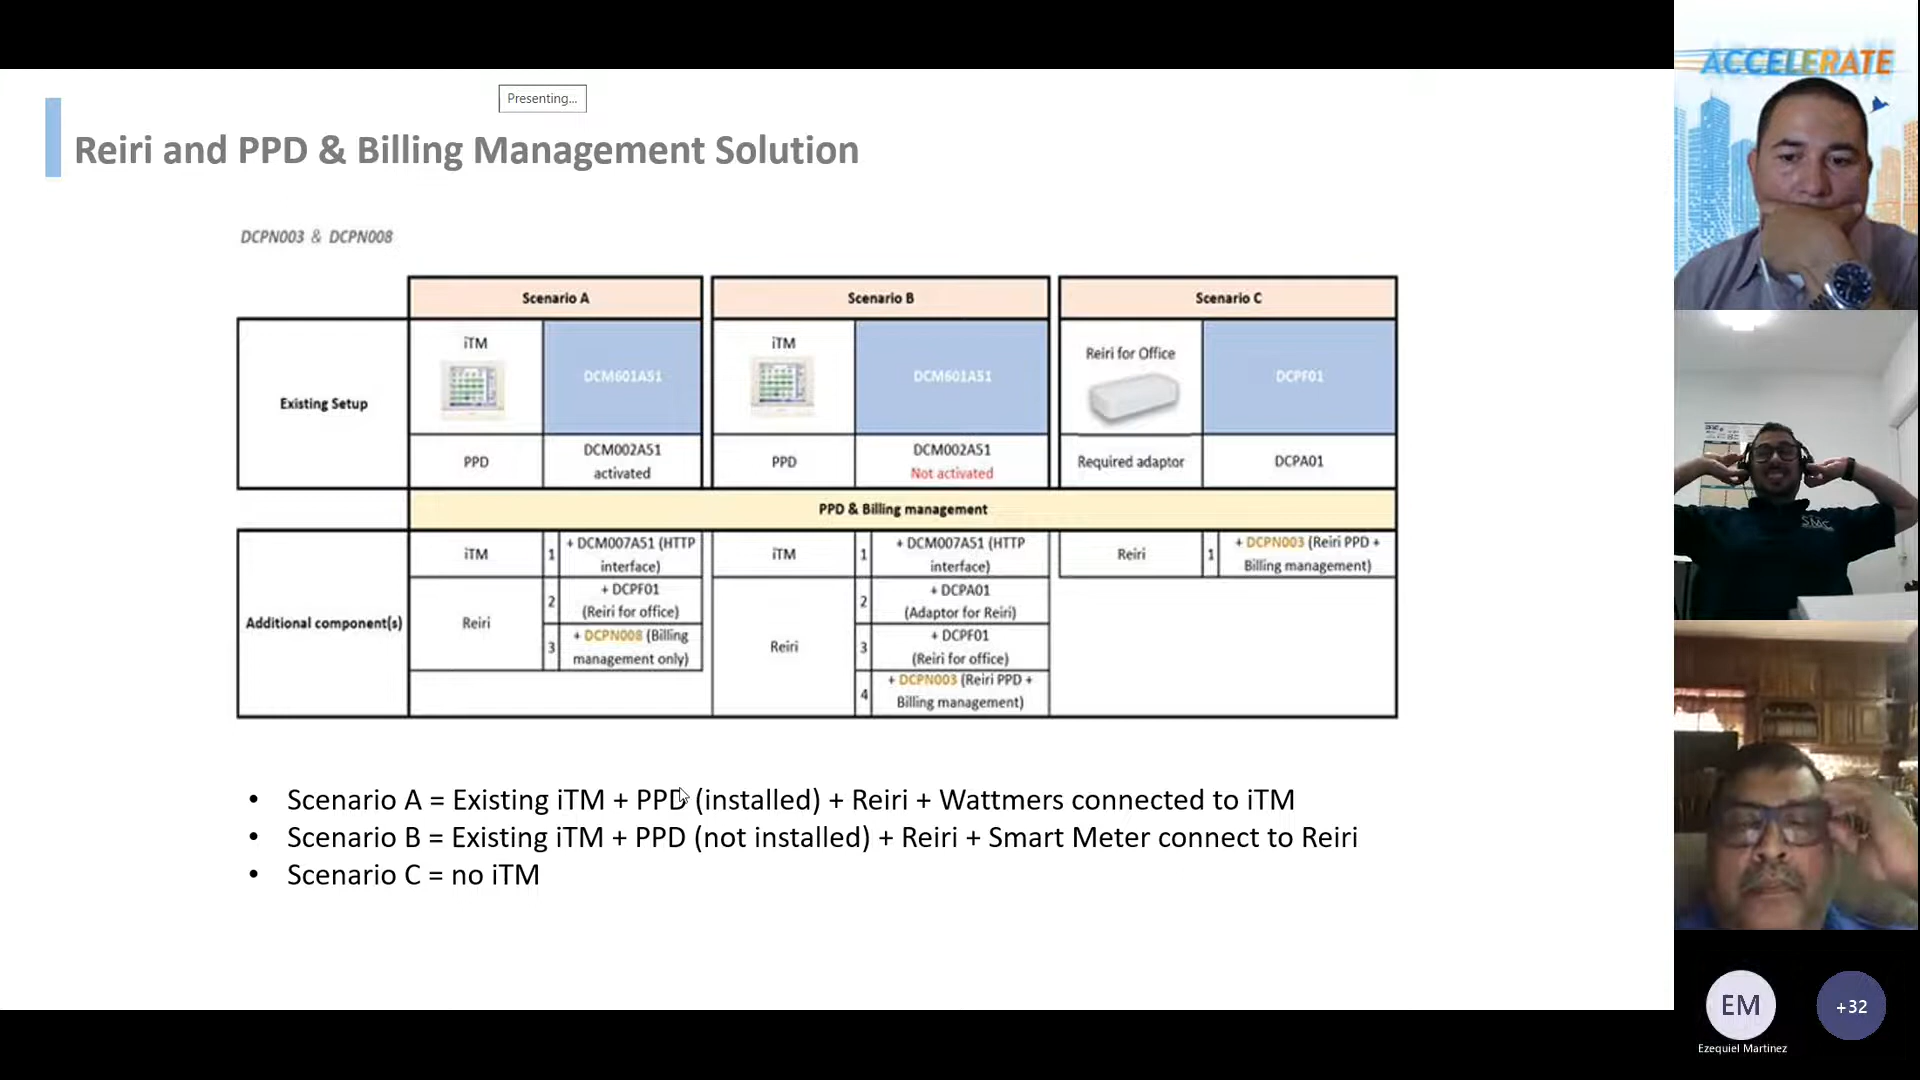 Presenting...
Reiri and PPD & Billing Management Solution
DCPN003 & DCPN008
Scenario A
Scenario B
Scenario C
Existing Setup
iTM
DCM601A51
iTM
DCM601A51
Reiri for Office
DCPF01
PPD
DCM002A51
activated
PPD
DCM002A51
Not activated
Required adaptor
DCPA01
PPD & Billing management
Additional component(s)
iTM
1
+ DCM007A51 (HTTP
interface)
Reiri
2
+ DCPF01
(Reiri for office)
3
+ DCPN008 (Billing
management only)
iTM
1
+ DCM007A51 (HTTP
interface)
Reiri
2
+ DCPA01
(Adaptor for Reiri)
3
+ DCPF01
(Reiri for office)
4
+ DCPN003 (Reiri PPD +
Billing management)
Reiri
1
+ DCPN003 (Reiri PPD +
Billing management)
• Scenario A = Existing iTM + PPD (installed) + Reiri + Wattmers connected to iTM
• Scenario B = Existing iTM + PPD (not installed) + Reiri + Smart Meter connect to Reiri
• Scenario C = no iTM
ACCELERATE
SMC
EM
Ezequiel Martinez
+32